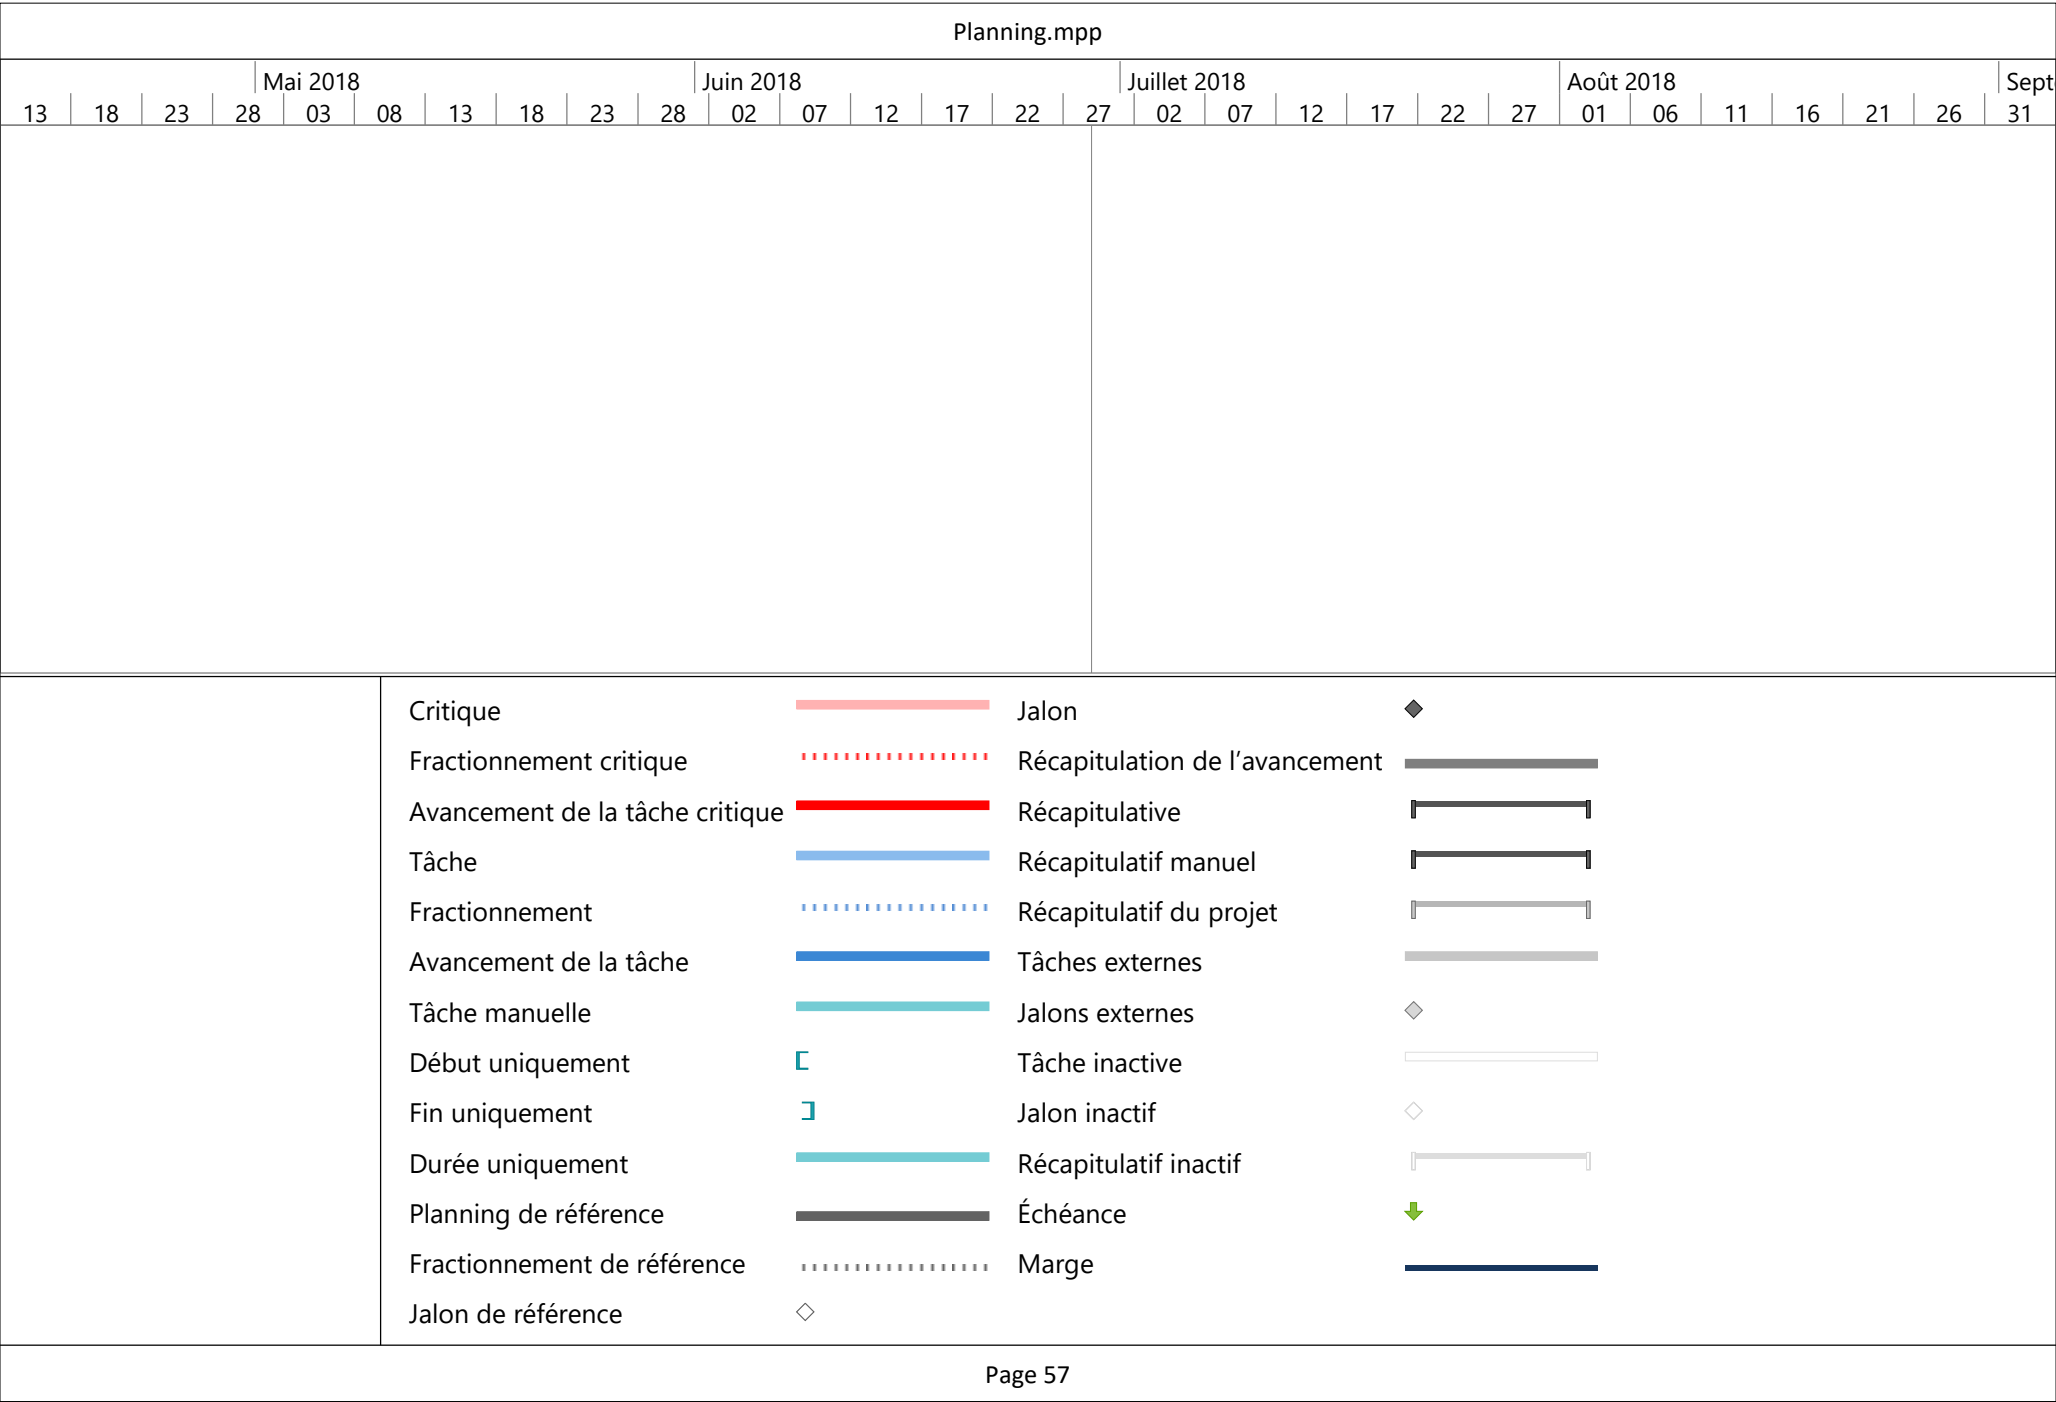 Planning.mpp
Mai 2018 Juin 2018 Juillet 2018 Août 2018 Sept
13 18 23 28 03 08 13 18 23 28 02 07 12 17 22 27 02 07 12 17 22 27 01 06 11 16 21 26 31
Critique Jalon
Fractionnement critique Récapitulation de l’avancement
Avancement de la tâche critique Récapitulative
Tâche Récapitulatif manuel
Fractionnement Récapitulatif du projet
Avancement de la tâche Tâches externes
Tâche manuelle Jalons externes
Début uniquement Tâche inactive
Fin uniquement Jalon inactif
Durée uniquement Récapitulatif inactif
Planning de référence Échéance
Fractionnement de référence Marge
Jalon de référence
Page 57